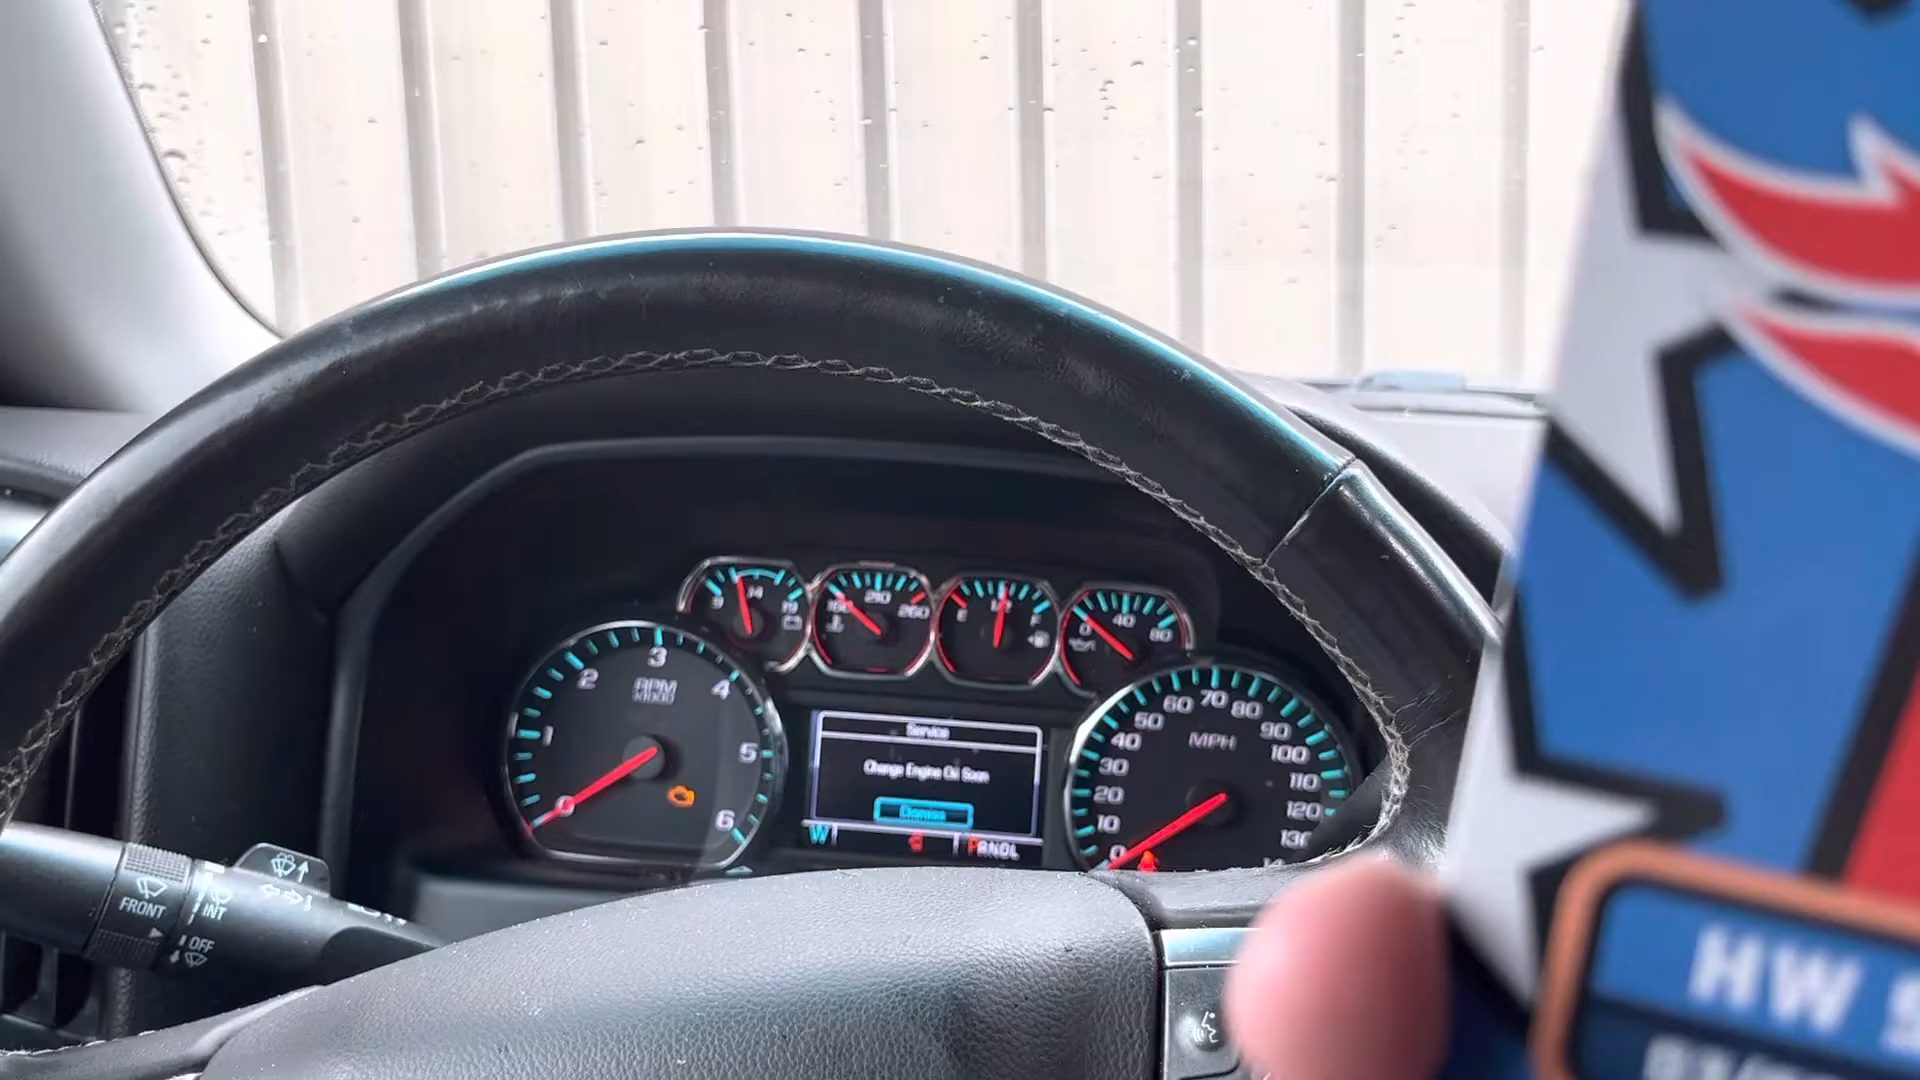 9 14 19
160 210 260
E 1/2 F
0 40 80
1 2 3 4 5 6
RPM
x1000
Service
Change Engine Oil Soon
Dismiss
W
PRNDL
0 10 20 30 40 50 60 70 80 90 100 110 120
MPH
FRONT
INT
OFF
HW